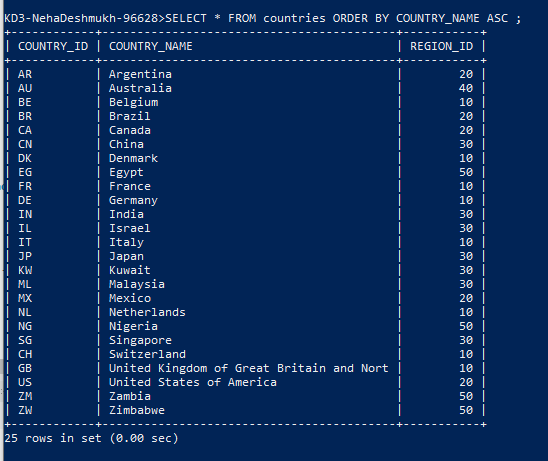 KD3-NehaDeshmukh-96628>SELECT * FROM countries ORDER BY COUNTRY_NAME ASC ;
+------------+------------------------------------------+-----------+
| COUNTRY_ID | COUNTRY_NAME                             | REGION_ID |
+------------+------------------------------------------+-----------+
| AR         | Argentina                                |        20 |
| AU         | Australia                                |        40 |
| BE         | Belgium                                  |        10 |
| BR         | Brazil                                   |        20 |
| CA         | Canada                                   |        20 |
| CN         | China                                    |        30 |
| DK         | Denmark                                  |        10 |
| EG         | Egypt                                    |        50 |
| FR         | France                                   |        10 |
| DE         | Germany                                  |        10 |
| IN         | India                                    |        30 |
| IL         | Israel                                   |        30 |
| IT         | Italy                                    |        10 |
| JP         | Japan                                    |        30 |
| KW         | Kuwait                                   |        30 |
| ML         | Malaysia                                 |        30 |
| MX         | Mexico                                   |        20 |
| NL         | Netherlands                              |        10 |
| NG         | Nigeria                                  |        50 |
| SG         | Singapore                                |        30 |
| CH         | Switzerland                              |        10 |
| GB         | United Kingdom of Great Britain and Nort |        10 |
| US         | United States of America                 |        20 |
| ZM         | Zambia                                   |        50 |
| ZW         | Zimbabwe                                 |        50 |
+------------+------------------------------------------+-----------+
25 rows in set (0.00 sec)